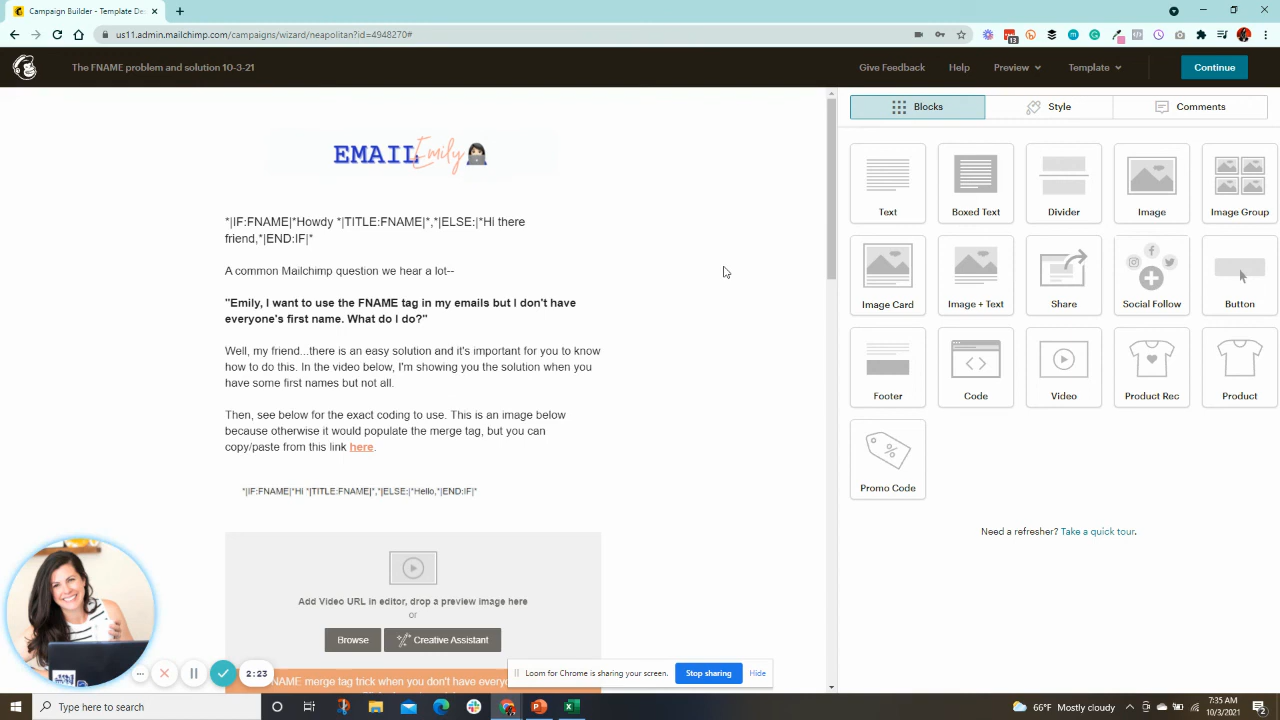 Campaign Builder - Template De
us11.admin.mailchimp.com/campaigns/wizard/neapolitan?id=4948270#
13
The FNAME problem and solution 10-3-21
Give Feedback
Help
Preview
Template
Continue
Blocks
Style
Comments
EMAIL Emily
*|IF:FNAME|*Howdy *|TITLE:FNAME|*,*|ELSE:|*Hi there
friend,*|END:IF|*
A common Mailchimp question we hear a lot--
"Emily, I want to use the FNAME tag in my emails but I don't have
everyone's first name. What do I do?"
Well, my friend...there is an easy solution and it's important for you to know
how to do this. In the video below, I'm showing you the solution when you
have some first names but not all.
Then, see below for the exact coding to use. This is an image below
because otherwise it would populate the merge tag, but you can
copy/paste from this link here.
*|IF:FNAME|*Hi *|TITLE:FNAME|*,*|ELSE:|*Hello,*|END:IF|*
Add Video URL in editor, drop a preview image here
or
Browse
Creative Assistant
NAME merge tag trick when you don't have every
Text
Boxed Text
Divider
Image
Image Group
Image Card
Image + Text
Share
Social Follow
Button
Footer
Code
Video
Product Rec
Product
Promo Code
Need a refresher? Take a quick tour.
2:23
Loom for Chrome is sharing your screen.
Stop sharing
Hide
Type here to search
66°F Mostly cloudy
7:35 AM
10/3/2021
2